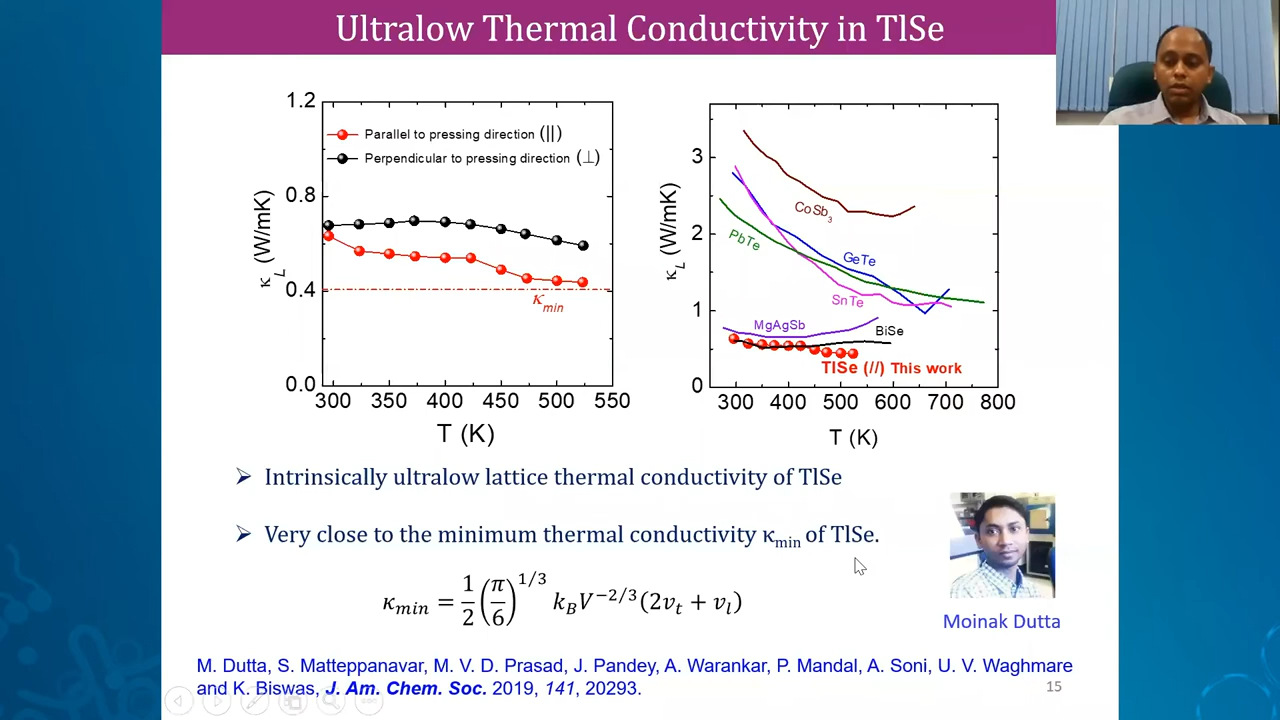 Ultralow Thermal Conductivity in TlSe
1.2
0.8
0.4
0.0
κL (W/mK)
Parallel to pressing direction (||)
Perpendicular to pressing direction (⊥)
κmin
300 350 400 450 500 550
T (K)
3
2
1
0
κL (W/mK)
CoSb3
PbTe
GeTe
SnTe
MgAgSb
BiSe
TlSe (//) This work
300 400 500 600 700 800
T (K)
➢ Intrinsically ultralow lattice thermal conductivity of TlSe
➢ Very close to the minimum thermal conductivity κmin of TlSe.
κmin = 1/2 (π/6)^1/3 kBV^−2/3(2vt + vl)
Moinak Dutta
M. Dutta, S. Matteppanavar, M. V. D. Prasad, J. Pandey, A. Warankar, P. Mandal, A. Soni, U. V. Waghmare
and K. Biswas, J. Am. Chem. Soc. 2019, 141, 20293.
15